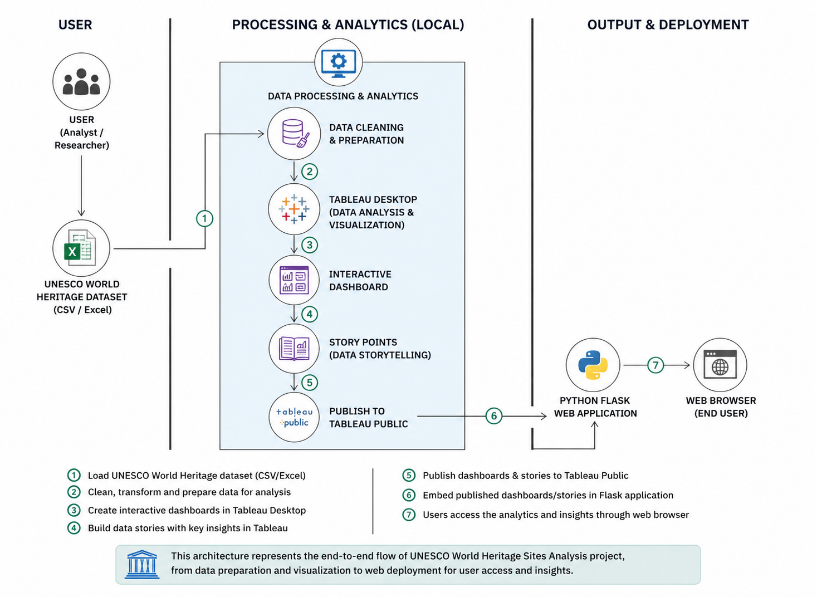 USER
PROCESSING & ANALYTICS (LOCAL)
OUTPUT & DEPLOYMENT
USER
(Analyst /
Researcher)
UNESCO WORLD
HERITAGE DATASET
(CSV / Excel)
1
DATA PROCESSING & ANALYTICS
DATA CLEANING
& PREPARATION
2
TABLEAU DESKTOP
(DATA ANALYSIS &
VISUALIZATION)
3
INTERACTIVE
DASHBOARD
4
STORY POINTS
(DATA STORYTELLING)
5
tableau
public
PUBLISH TO
TABLEAU PUBLIC
6
PYTHON FLASK
WEB APPLICATION
7
WEB BROWSER
(END USER)
1 Load UNESCO World Heritage dataset (CSV/Excel)
2 Clean, transform and prepare data for analysis
3 Create interactive dashboards in Tableau Desktop
4 Build data stories with key insights in Tableau
5 Publish dashboards & stories to Tableau Public
6 Embed published dashboards/stories in Flask application
7 Users access the analytics and insights through web browser
This architecture represents the end-to-end flow of UNESCO World Heritage Sites Analysis project,
from data preparation and visualization to web deployment for user access and insights.